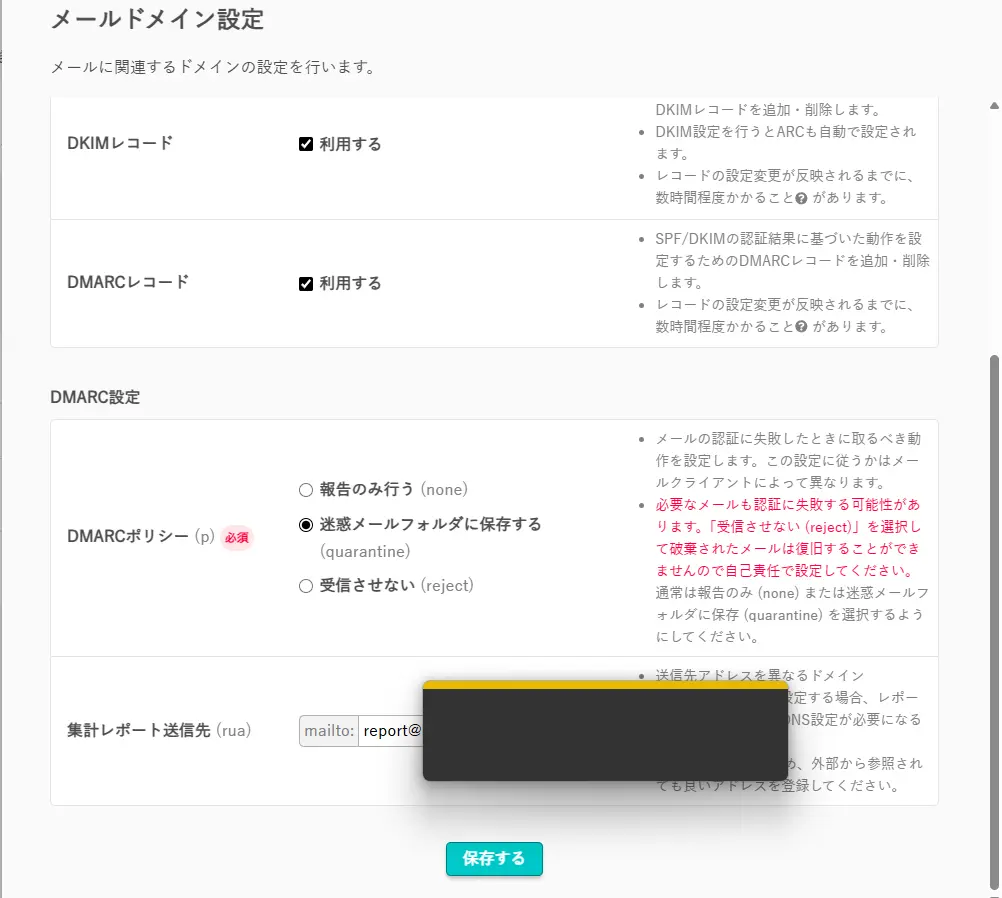 メールドメイン設定
メールに関連するドメインの設定を行います。
DKIMレコード
利用する
DKIMレコードを追加・削除します。
DKIM設定を行うとARCも自動で設定され
ます。
レコードの設定変更が反映されるまでに、
数時間程度かかること があります。
DMARCレコード
利用する
SPF/DKIMの認証結果に基づいた動作を設
定するためのDMARCレコードを追加・削除
します。
レコードの設定変更が反映されるまでに、
数時間程度かかること があります。
DMARC設定
DMARCポリシー (p) 必須
報告のみ行う (none)
迷惑メールフォルダに保存する
(quarantine)
受信させない (reject)
メールの認証に失敗したときに取るべき動
作を設定します。この設定に従うかはメー
ルクライアントによって異なります。
必要なメールも認証に失敗する可能性があ
ります。「受信させない (reject)」を選択し
て破棄されたメールは復旧することができ
ませんので自己責任で設定してください。
通常は報告のみ (none) または迷惑メールフ
ォルダに保存 (quarantine) を選択するよう
にしてください。
集計レポート送信先 (rua)
mailto: report@
送信先アドレスを異なるドメイン
設定する場合、レポー
DNS設定が必要になる
め、外部から参照され
ても良いアドレスを登録してください。
保存する